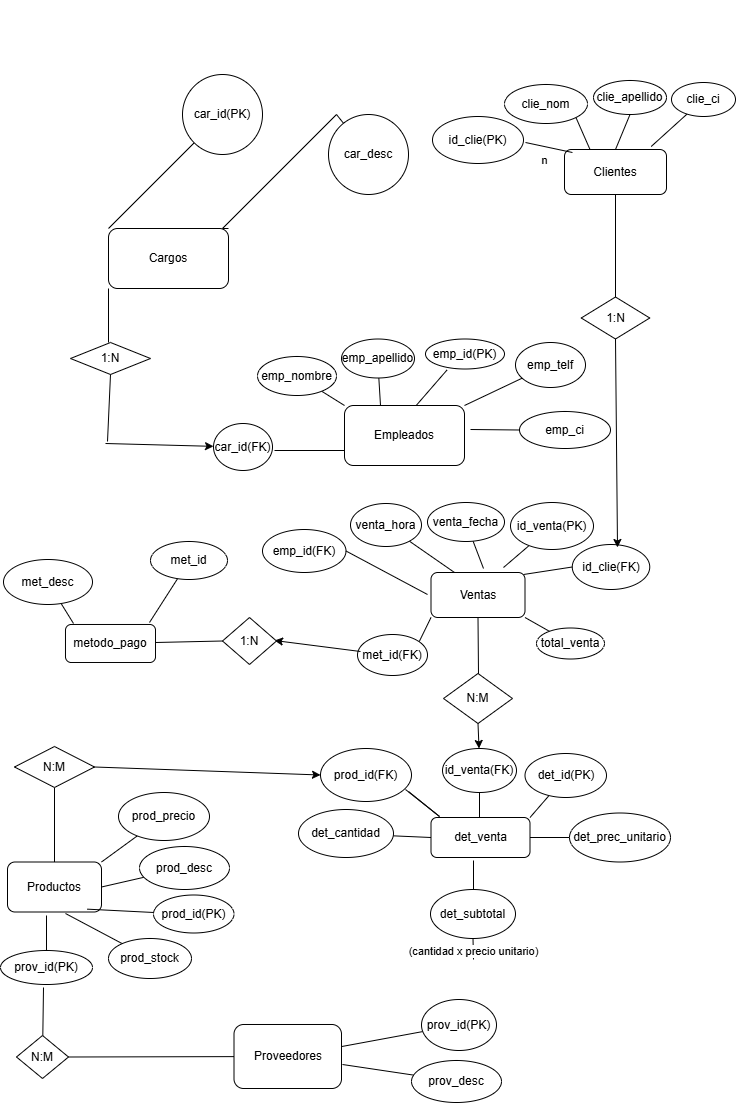 car_id(PK)
car_desc
clie_nom
clie_apellido
clie_ci
id_clie(PK)
n
Clientes
Cargos
1:N
1:N
emp_nombre
emp_apellido
emp_id(PK)
emp_telf
emp_ci
Empleados
car_id(FK)
venta_hora
venta_fecha
id_venta(PK)
emp_id(FK)
id_clie(FK)
met_desc
met_id
Ventas
metodo_pago
1:N
met_id(FK)
total_venta
N:M
N:M
prod_id(FK)
id_venta(FK)
det_id(PK)
prod_precio
det_cantidad
det_venta
det_prec_unitario
prod_desc
Productos
prod_id(PK)
det_subtotal
(cantidad x precio unitario)
prod_stock
prov_id(PK)
N:M
Proveedores
prov_id(PK)
prov_desc